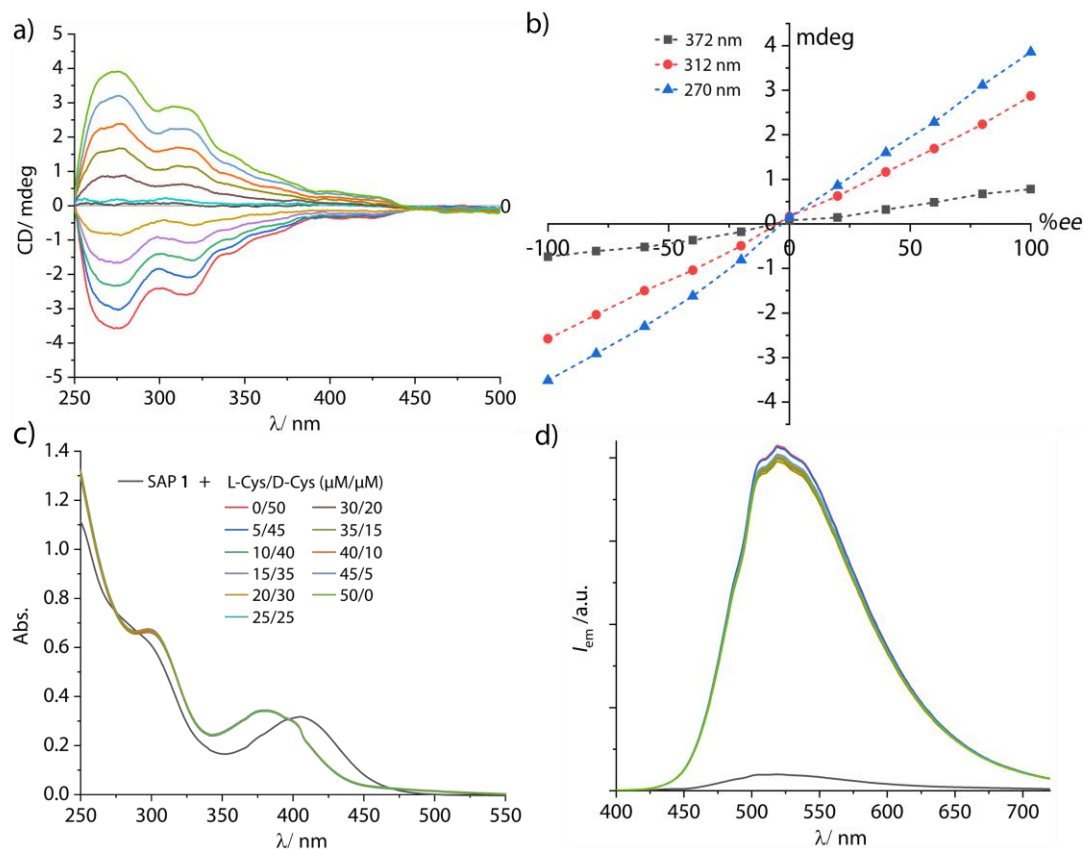 a)
5
4
3
2
1
0
-1
-2
-3
-4
-5
CD/ mdeg
0
250 300 350 400 450 500
λ/ nm
b)
372 nm
312 nm
270 nm
mdeg
4
3
2
1
0
-1
-2
-3
-4
-100 -50 0 50 100
%ee
c)
1.4
1.2
1.0
0.8
0.6
0.4
0.2
0.0
Abs.
SAP 1 + L-Cys/D-Cys (μM/μM)
0/50 30/20
5/45 35/15
10/40 40/10
15/35 45/5
20/30 50/0
25/25
250 300 350 400 450 500 550
λ/ nm
d)
Iem /a.u.
400 450 500 550 600 650 700
λ/ nm